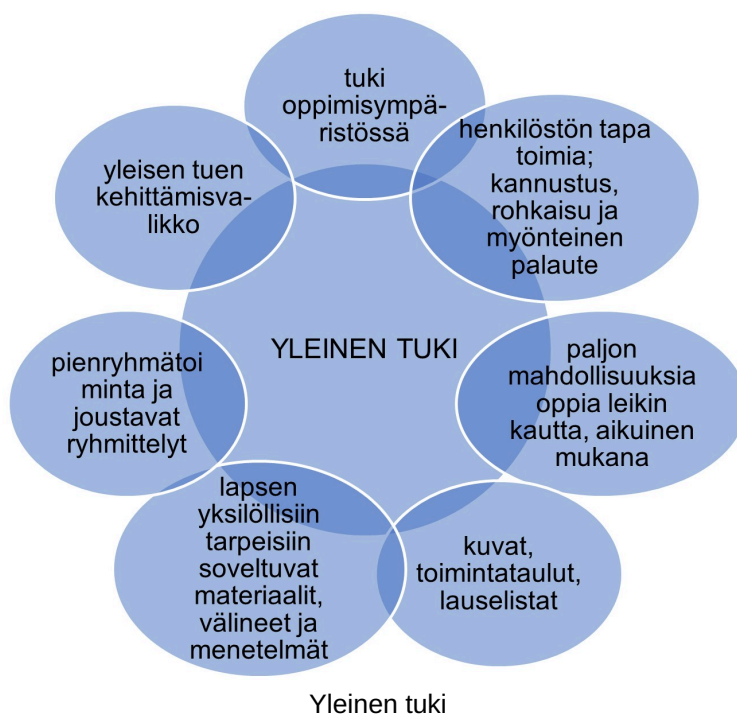 tuki
oppimisympä-
ristössä
henkilöstön tapa
toimia;
kannustus,
rohkaisu ja
myönteinen
palaute
paljon
mahdollisuuksia
oppia leikin
kautta, aikuinen
mukana
kuvat,
toimintataulut,
lauselistat
lapsen
yksilöllisiin
tarpeisiin
soveltuvat
materiaalit,
välineet ja
menetelmät
pienryhmätoi
minta ja
joustavat
ryhmittelyt
yleisen tuen
kehittämisva-
likko
YLEINEN TUKI
Yleinen tuki